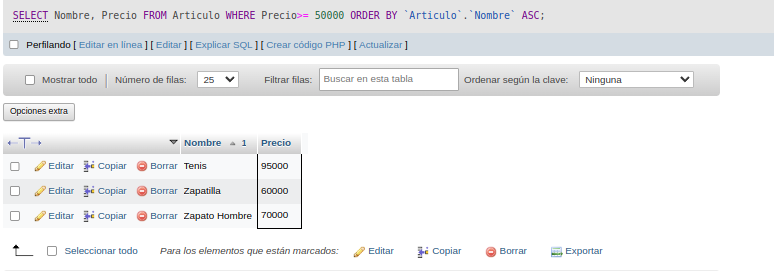 SELECT Nombre, Precio FROM Articulo WHERE Precio>= 50000 ORDER BY `Articulo`.`Nombre` ASC;
Perfilando [ Editar en línea ] [ Editar ] [ Explicar SQL ] [ Crear código PHP ] [ Actualizar ]
Mostrar todo | Número de filas: 25 Filtrar filas: Buscar en esta tabla Ordenar según la clave: Ninguna
Opciones extra
←T→ Nombre 1 Precio
Editar Copiar Borrar Tenis 95000
Editar Copiar Borrar Zapatilla 60000
Editar Copiar Borrar Zapato Hombre 70000
Seleccionar todo Para los elementos que están marcados: Editar Copiar Borrar Exportar